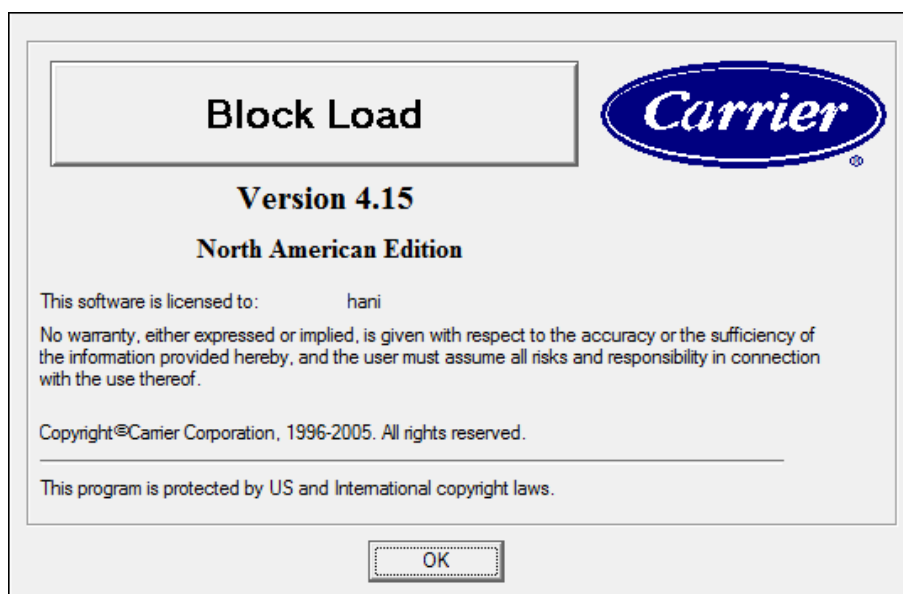 Block Load
Carrier
®
Version 4.15
North American Edition
This software is licensed to: hani
No warranty, either expressed or implied, is given with respect to the accuracy or the sufficiency of
the information provided hereby, and the user must assume all risks and responsibility in connection
with the use thereof.
Copyright©Carrier Corporation, 1996-2005. All rights reserved.
This program is protected by US and International copyright laws.
OK